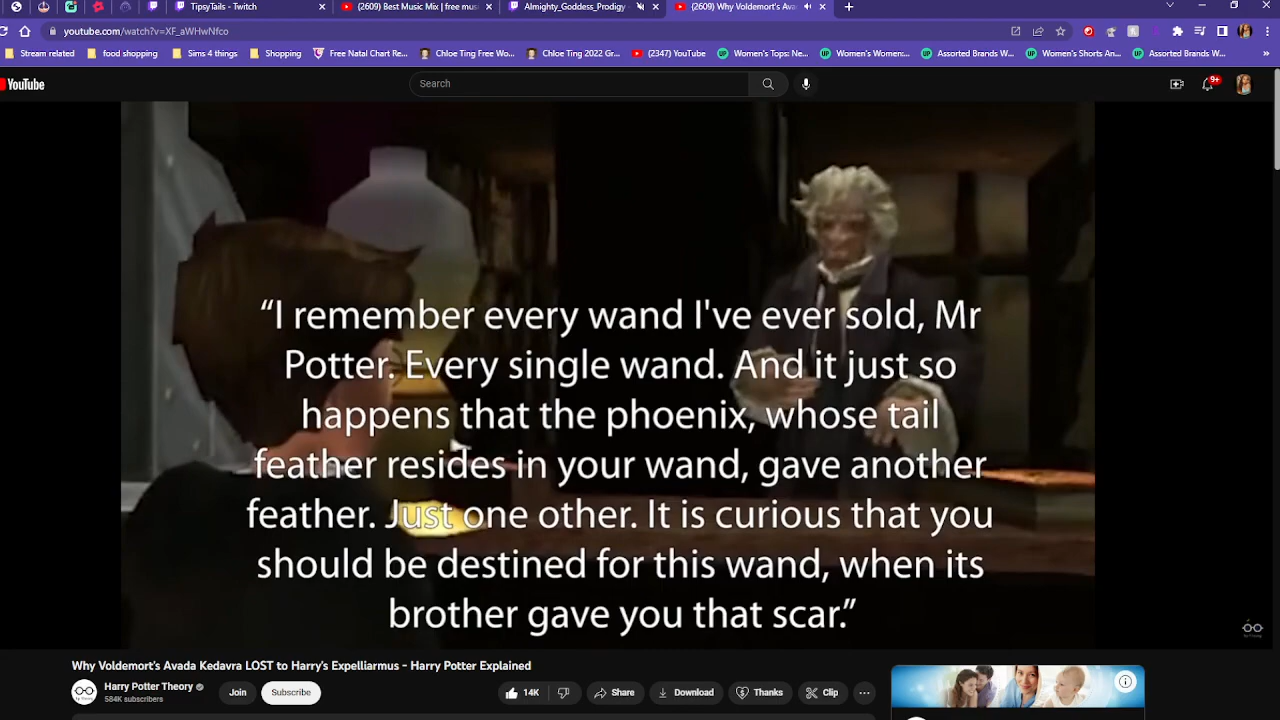 TipsyTails - Twitch
(2609) Best Music Mix | free mus
Almighty_Goddess_Prodigy -
(2609) Why Voldemort's Ava
youtube.com/watch?v=XF_aWHwNfco
Stream related
food shopping
Sims 4 things
Shopping
Free Natal Chart Re...
Chloe Ting Free Wo...
Chloe Ting 2022 Gr...
(2347) YouTube
Women's Tops: Ne...
Women's Women:...
Assorted Brands W...
Women's Shorts An...
Assorted Brands W...
YouTube
Search
9+
“I remember every wand I've ever sold, Mr
Potter. Every single wand. And it just so
happens that the phoenix, whose tail
feather resides in your wand, gave another
feather. Just one other. It is curious that you
should be destined for this wand, when its
brother gave you that scar.”
Why Voldemort's Avada Kedavra LOST to Harry's Expelliarmus - Harry Potter Explained
Harry Potter Theory
584K subscribers
Join
Subscribe
14K
Share
Download
Thanks
Clip